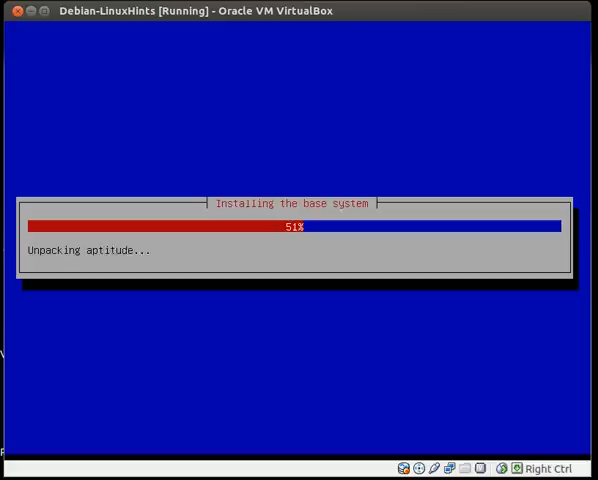 Debian-LinuxHints [Running] - Oracle VM VirtualBox
Installing the base system
51%
Unpacking aptitude...
Right Ctrl